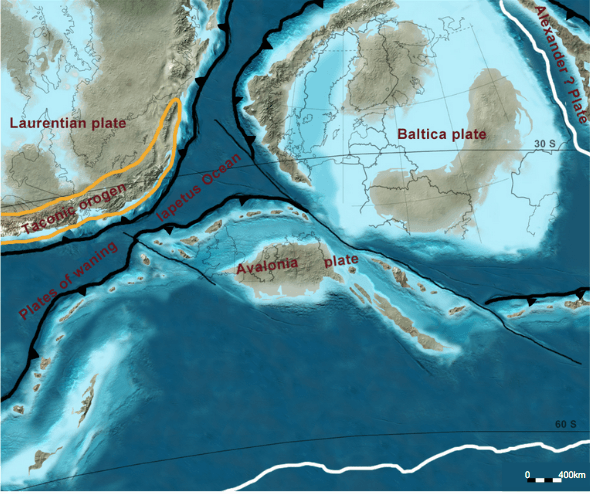 Alexander ? Plate
Laurentian plate
Baltica plate
30 S
Taconic orogen
Iapetus Ocean
Plates of waning
Avalonia plate
60 S
0 400km